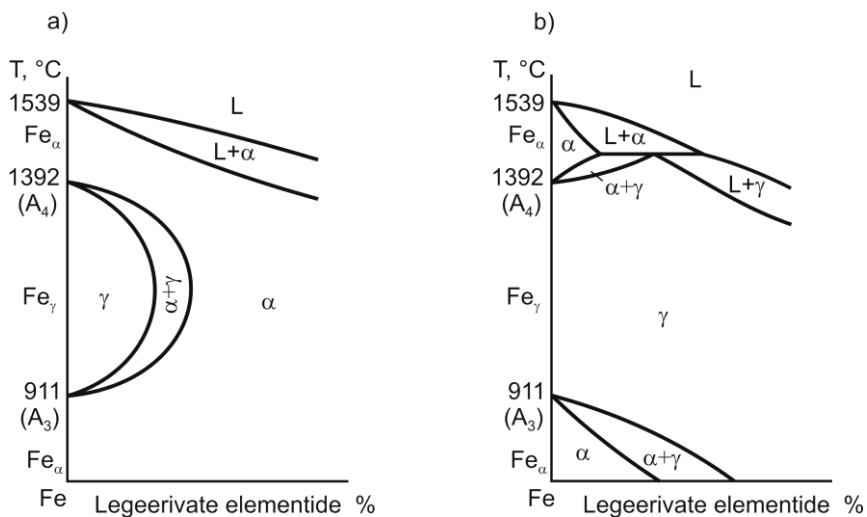 a)
T, °C
1539
Feα
1392
(A4)
Feγ
911
(A3)
Feα
Fe
L
L+α
γ
α+γ
α
Legeerivate elementide %
b)
T, °C
1539
Feα
1392
(A4)
Feγ
911
(A3)
Feα
Fe
L
L+α
α
α+γ
L+γ
γ
α
α+γ
Legeerivate elementide %